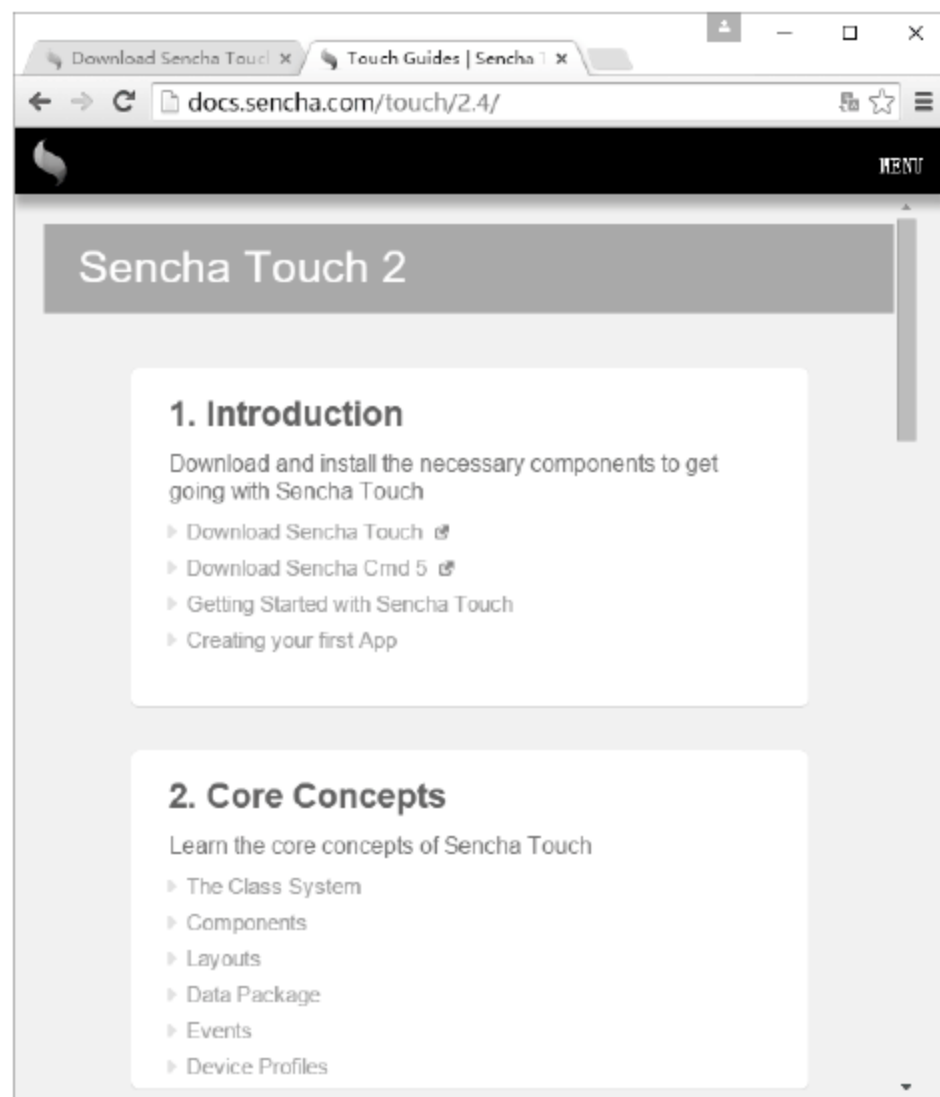 Download Sencha Touc
Touch Guides | Sencha T
docs.sencha.com/touch/2.4/
MENU
Sencha Touch 2
1. Introduction
Download and install the necessary components to get
going with Sencha Touch
Download Sencha Touch
Download Sencha Cmd 5
Getting Started with Sencha Touch
Creating your first App
2. Core Concepts
Learn the core concepts of Sencha Touch
The Class System
Components
Layouts
Data Package
Events
Device Profiles